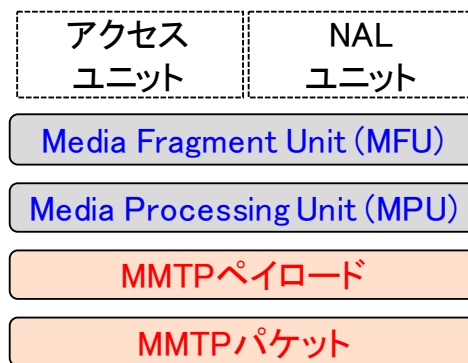 アクセス
ユニット
NAL
ユニット
Media Fragment Unit (MFU)
Media Processing Unit (MPU)
MMTPペイロード
MMTPパケット